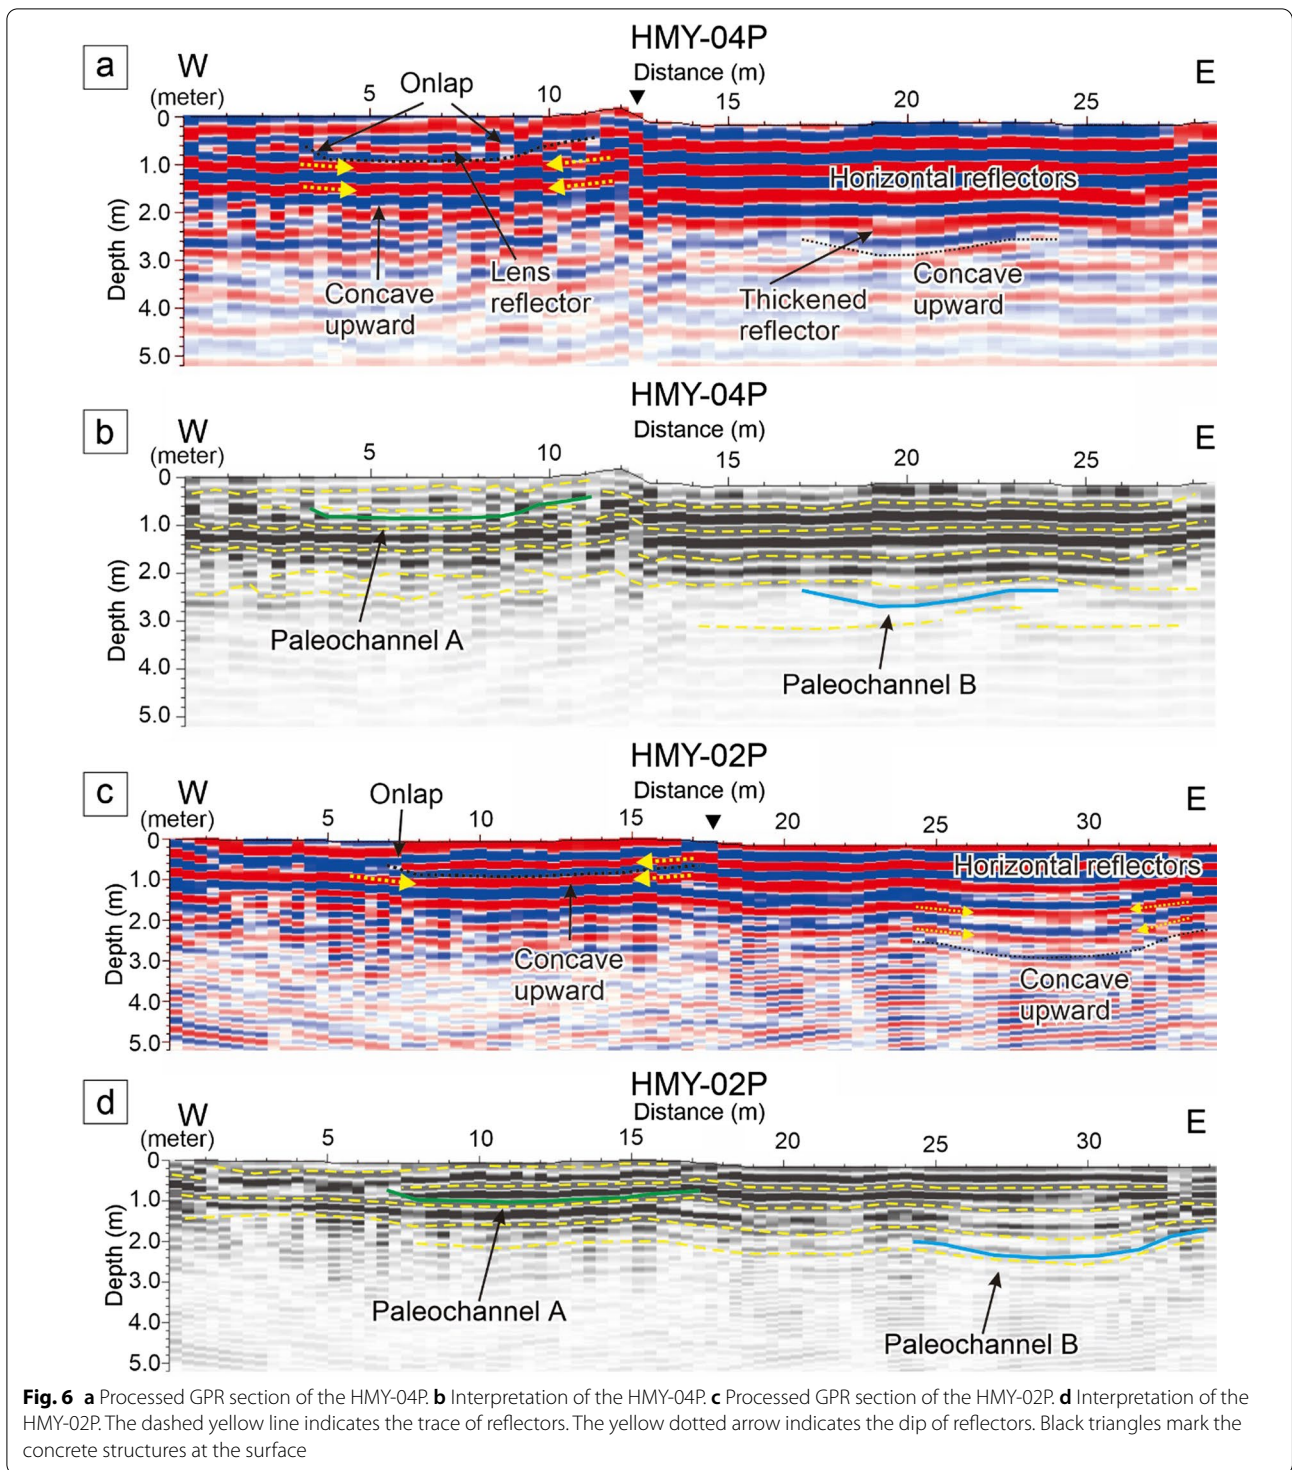 HMY-04P
a
W
Distance (m)
E
(meter)
Onlap
5
10
15
20
25
0
1.0
2.0
3.0
4.0
5.0
Depth (m)
Horizontal reflectors
Concave
upward
Lens
reflector
Thickened
reflector
Concave
upward
HMY-04P
b
W
Distance (m)
E
(meter)
5
10
15
20
25
0
1.0
2.0
3.0
4.0
5.0
Depth (m)
Paleochannel A
Paleochannel B
HMY-02P
c
W
Onlap
Distance (m)
E
(meter)
5
10
15
20
25
30
0
1.0
2.0
3.0
4.0
5.0
Depth (m)
Horizontal reflectors
Concave
upward
Concave
upward
HMY-02P
d
W
Distance (m)
E
(meter)
5
10
15
20
25
30
0
1.0
2.0
3.0
4.0
5.0
Depth (m)
Paleochannel A
Paleochannel B
Fig. 6 a Processed GPR section of the HMY-04P. b Interpretation of the HMY-04P. c Processed GPR section of the HMY-02P. d Interpretation of the
HMY-02P. The dashed yellow line indicates the trace of reflectors. The yellow dotted arrow indicates the dip of reflectors. Black triangles mark the
concrete structures at the surface